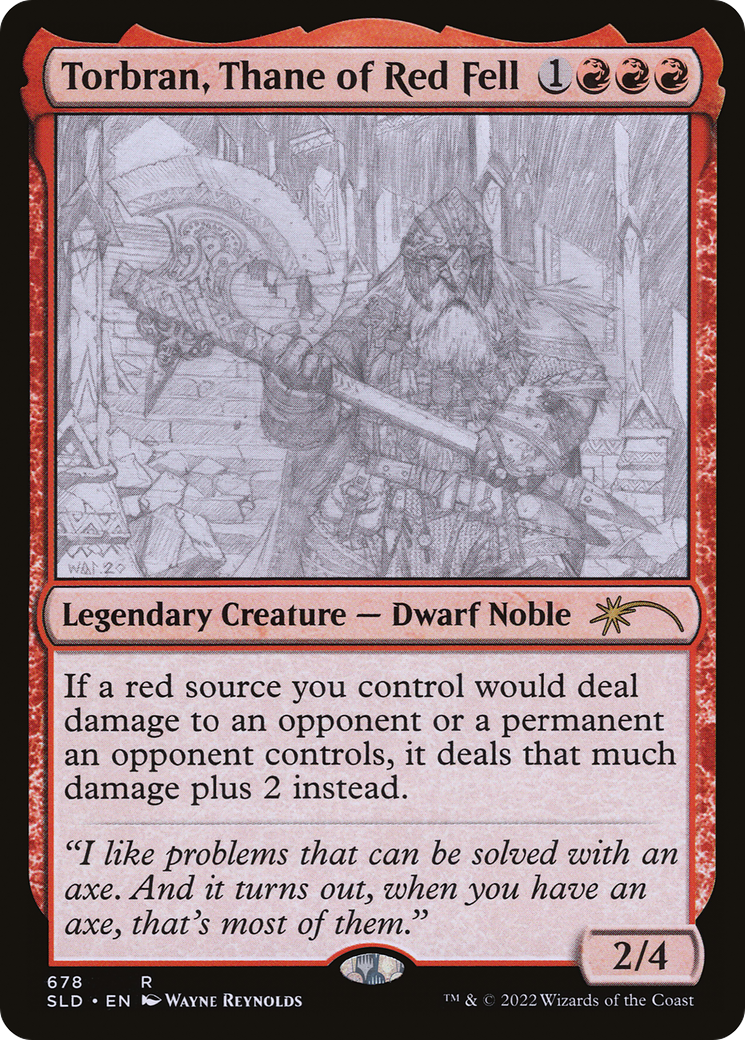 Torbran, Thane of Red Fell 1
Legendary Creature — Dwarf Noble
If a red source you control would deal
damage to an opponent or a permanent
an opponent controls, it deals that much
damage plus 2 instead.
“I like problems that can be solved with an
axe. And it turns out, when you have an
axe, that’s most of them.”
2/4
678 R
SLD • EN Wayne Reynolds
™ & © 2022 Wizards of the Coast